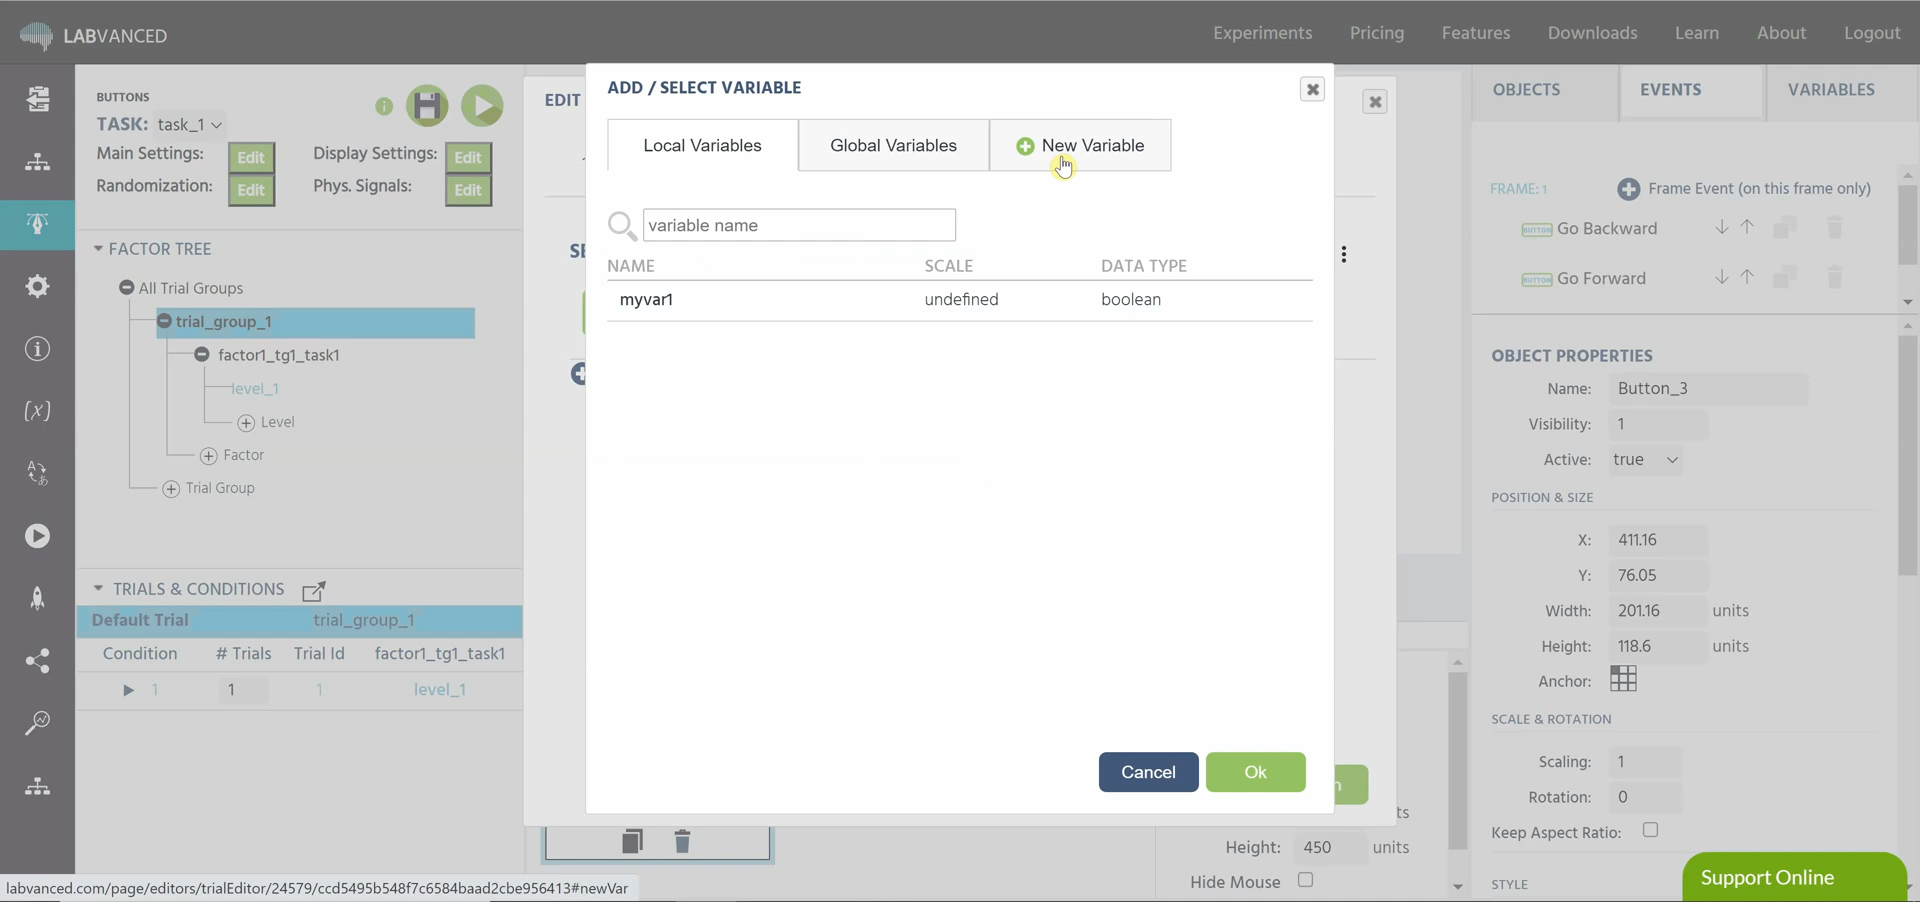 LABVANCED
Experiments Pricing Features Downloads Learn About Logout
BUTTONS
TASK: task_1
Main Settings: Edit Display Settings: Edit
Randomization: Edit Phys. Signals: Edit
FACTOR TREE
All Trial Groups
trial_group_1
factor1_tg1_task1
level_1
Level
Factor
Trial Group
TRIALS & CONDITIONS
Default Trial trial_group_1
Condition # Trials Trial Id factor1_tg1_task1
1 1 1 level_1
EDIT
SE
ADD / SELECT VARIABLE
Local Variables Global Variables New Variable
variable name
NAME SCALE DATA TYPE
myvar1 undefined boolean
Cancel Ok
n
ts
Height: 450 units
Hide Mouse
OBJECTS EVENTS VARIABLES
FRAME: 1 Frame Event (on this frame only)
BUTTON Go Backward
BUTTON Go Forward
OBJECT PROPERTIES
Name: Button_3
Visibility: 1
Active: true
POSITION & SIZE
X: 411.16
Y: 76.05
Width: 201.16 units
Height: 118.6 units
Anchor:
SCALE & ROTATION
Scaling: 1
Rotation: 0
Keep Aspect Ratio:
STYLE
Support Online
labvanced.com/page/editors/trialEditor/24579/ccd5495b548f7c6584baad2cbe956413#newVar